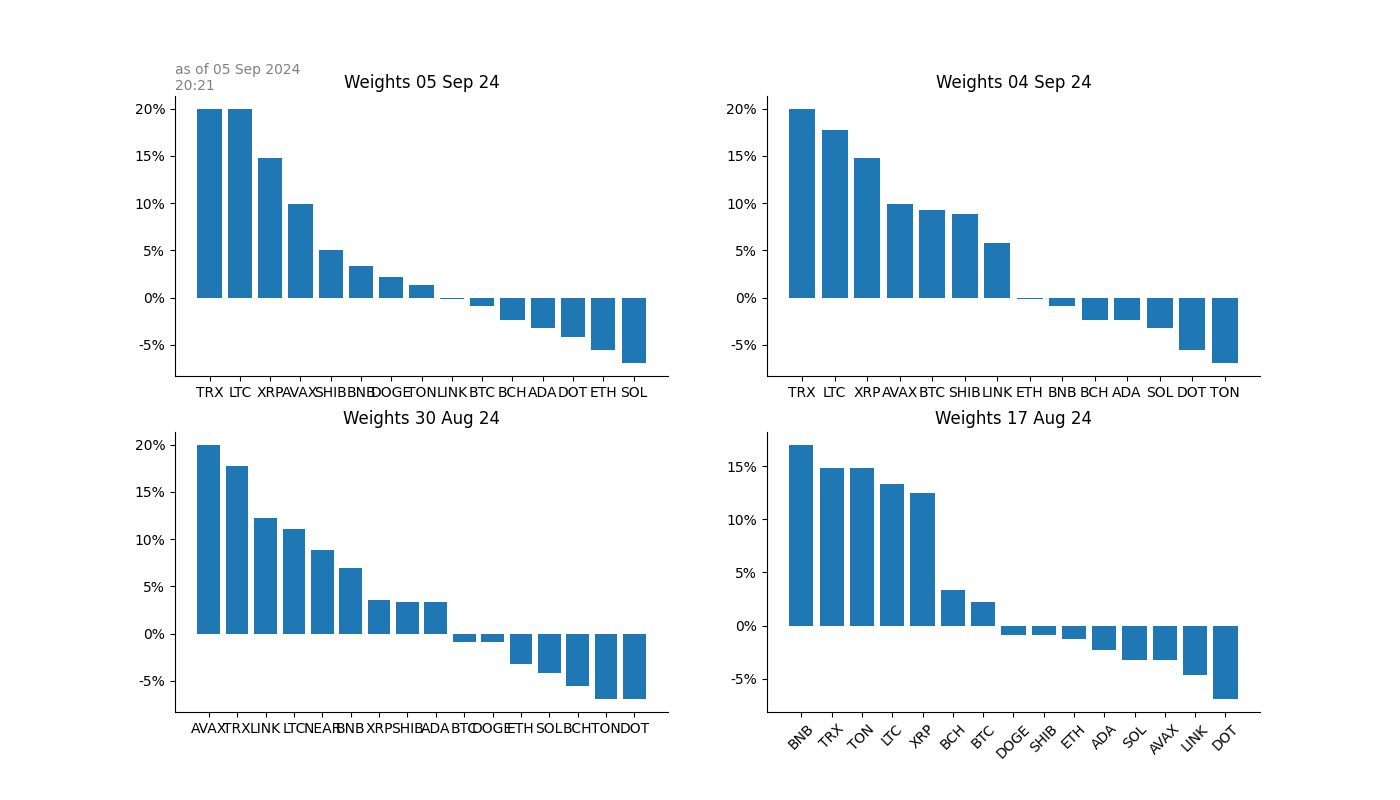 as of 05 Sep 2024
20:21
Weights 05 Sep 24
20%
15%
10%
5%
0%
-5%
TRX LTC XRP AVAX SHIB BNB DOGE TON LINK BTC BCH ADA DOT ETH SOL
Weights 04 Sep 24
20%
15%
10%
5%
0%
-5%
TRX LTC XRP AVAX BTC SHIB LINK ETH BNB BCH ADA SOL DOT TON
Weights 30 Aug 24
20%
15%
10%
5%
0%
-5%
AVAX TRX LINK LTC NEAR BNB XRP SHIB ADA BTC DOGE ETH SOL BCH TON DOT
Weights 17 Aug 24
15%
10%
5%
0%
-5%
BNB TRX TON LTC XRP BCH BTC DOGE SHIB ETH ADA SOL AVAX LINK DOT